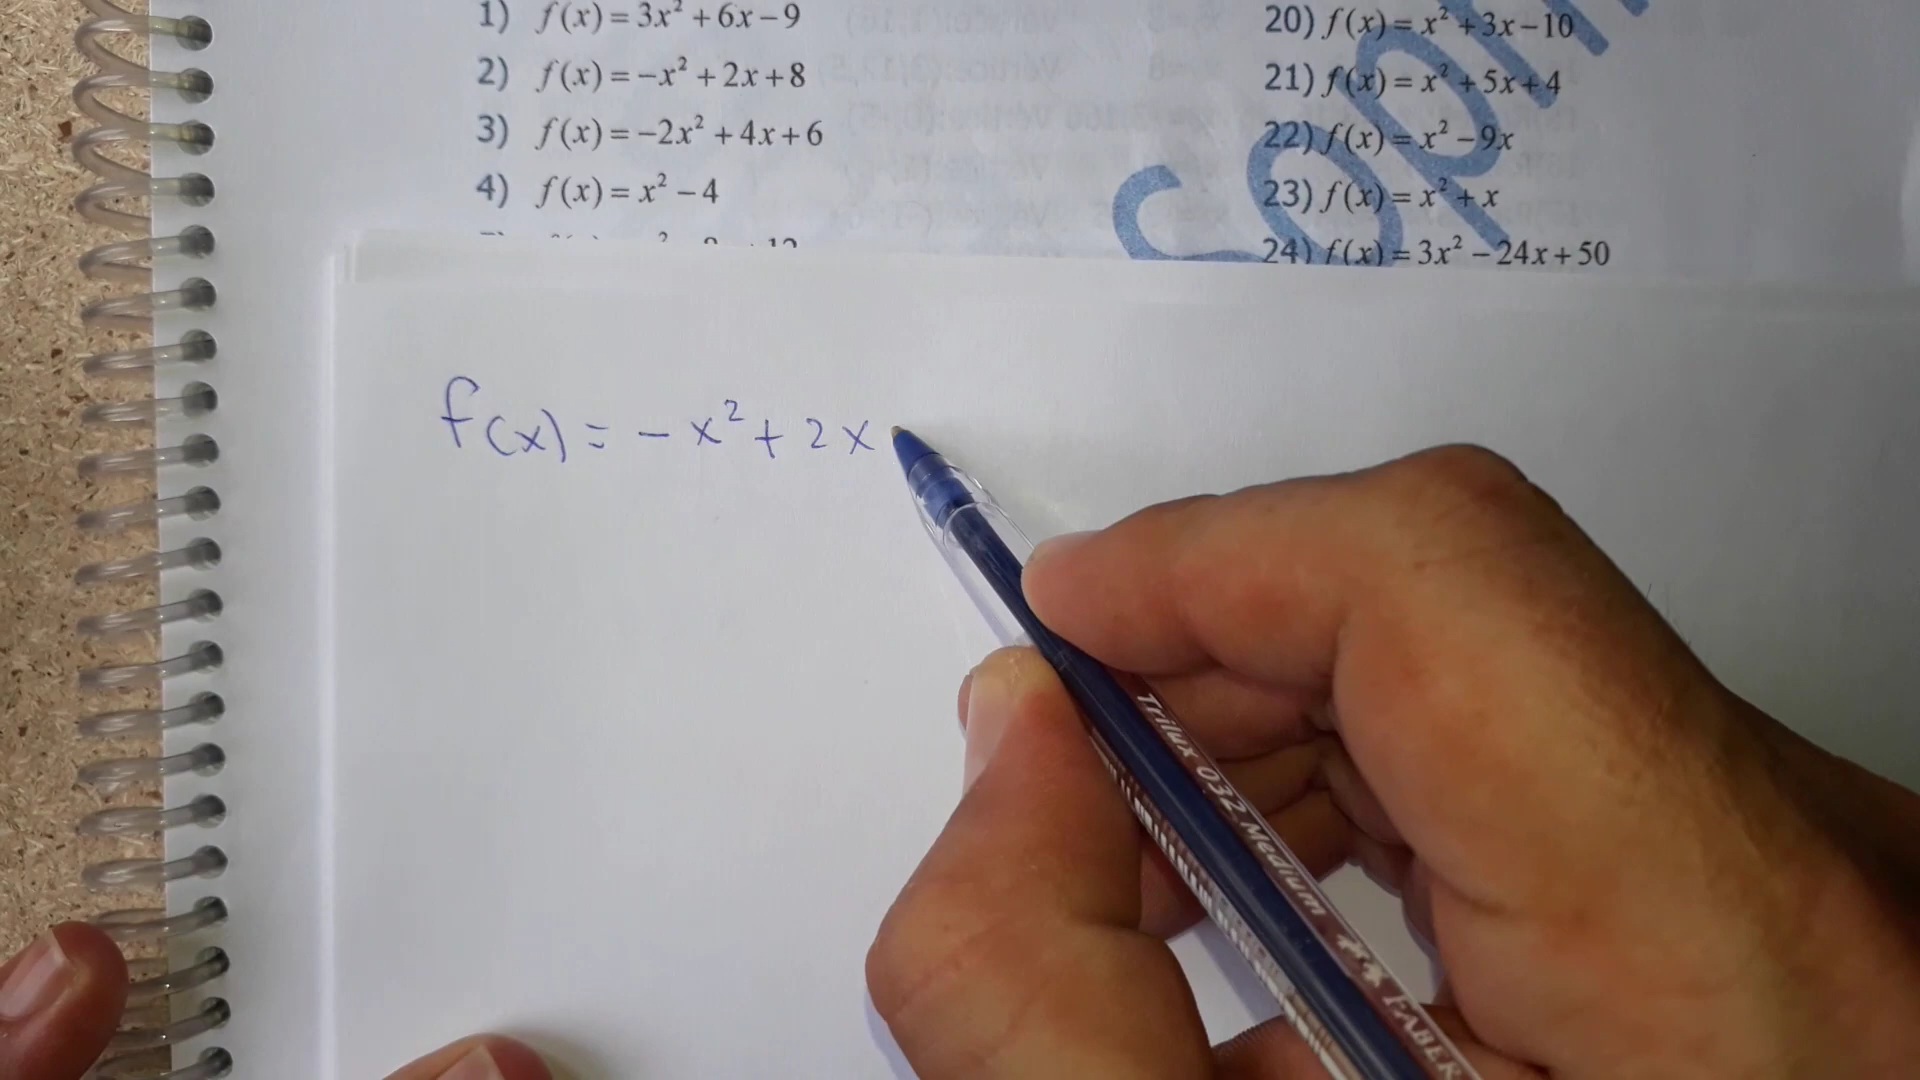 1) f(x) = 3x² + 6x − 9
2) f(x) = −x² + 2x + 8
3) f(x) = −2x² + 4x + 6
4) f(x) = x² − 4
20) f(x) = x² + 3x − 10
21) f(x) = x² + 5x + 4
22) f(x) = x² − 9x
23) f(x) = x² + x
24) f(x) = 3x² − 24x + 50
f(x) = − x² + 2x
Trilux 032 Medium FABER